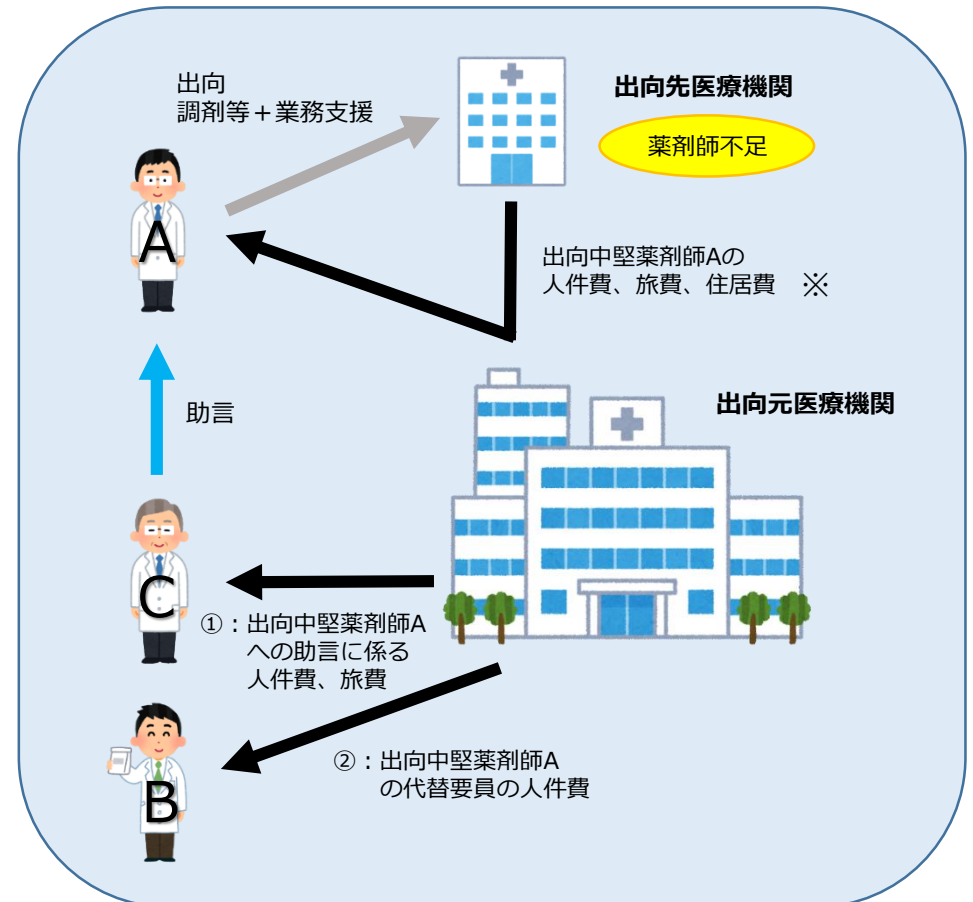 出向
調剤等＋業務支援
出向先医療機関
薬剤師不足
A
出向中堅薬剤師Aの
人件費、旅費、住居費　※
出向元医療機関
助言
C
①：出向中堅薬剤師A
への助言に係る
人件費、旅費
B
②：出向中堅薬剤師A
の代替要員の人件費